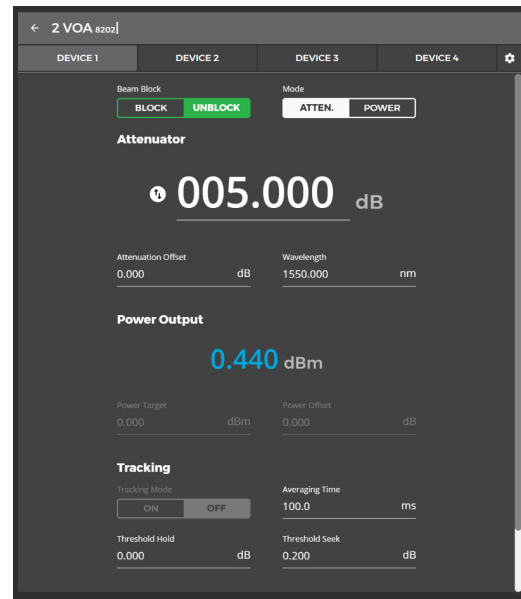 ← 2 VOA 8202
DEVICE 1 DEVICE 2 DEVICE 3 DEVICE 4
Beam Block Mode
BLOCK UNBLOCK ATTEN. POWER
Attenuator
005.000 dB
Attenuation Offset Wavelength
0.000 dB 1550.000 nm
Power Output
0.440 dBm
Power Target Power Offset
0.000 dBm 0.000 dB
Tracking
Tracking Mode Averaging Time
ON OFF 100.0 ms
Threshold Hold Threshold Seek
0.000 dB 0.200 dB